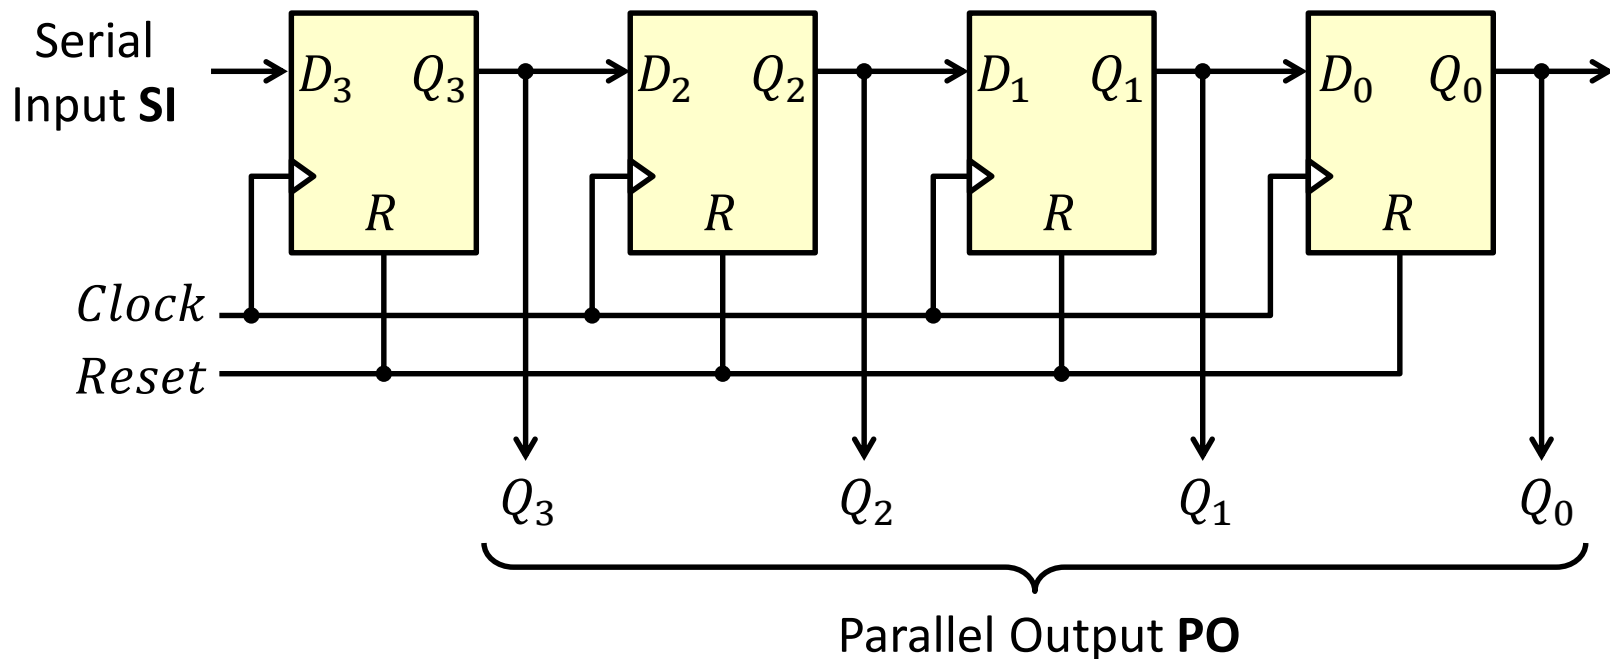 Serial
Input SI
D₃ Q₃
D₂ Q₂
D₁ Q₁
D₀ Q₀
R
R
R
R
Clock
Reset
Q₃
Q₂
Q₁
Q₀
Parallel Output PO